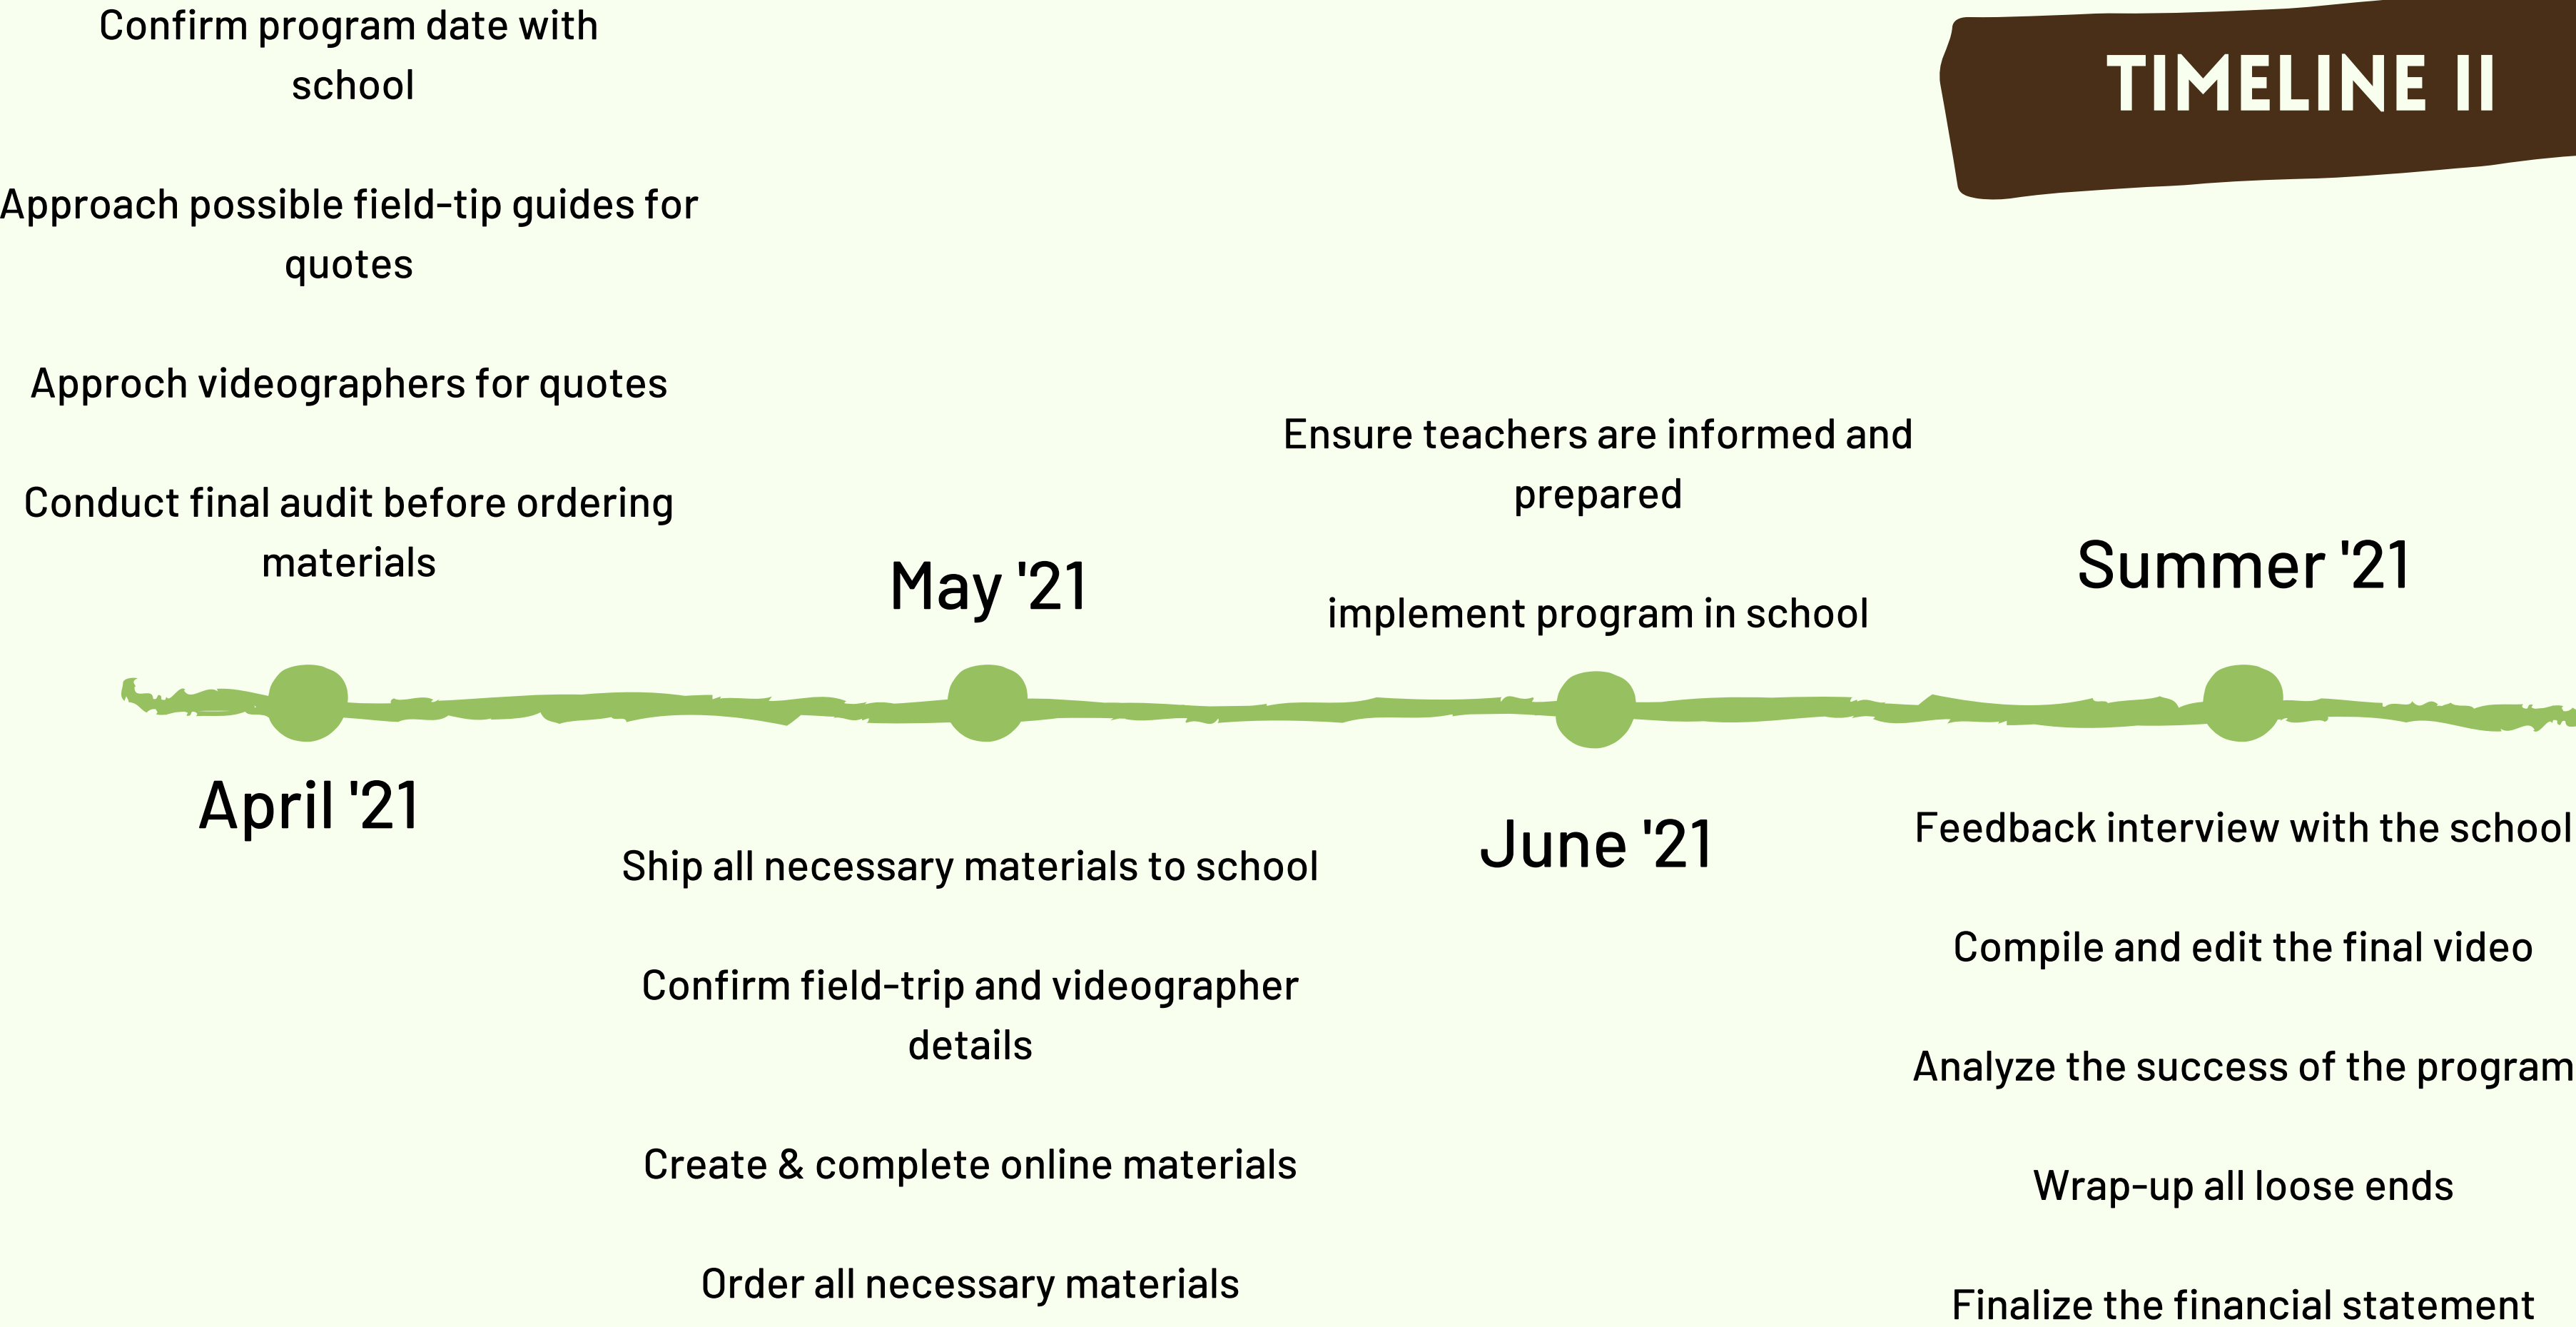 TIMELINE II
Confirm program date with
school
Approach possible field-tip guides for
quotes
Approch videographers for quotes
Conduct final audit before ordering
materials
April '21
May '21
Ship all necessary materials to school
Confirm field-trip and videographer
details
Create & complete online materials
Order all necessary materials
Ensure teachers are informed and
prepared
implement program in school
June '21
Summer '21
Feedback interview with the school
Compile and edit the final video
Analyze the success of the program
Wrap-up all loose ends
Finalize the financial statement